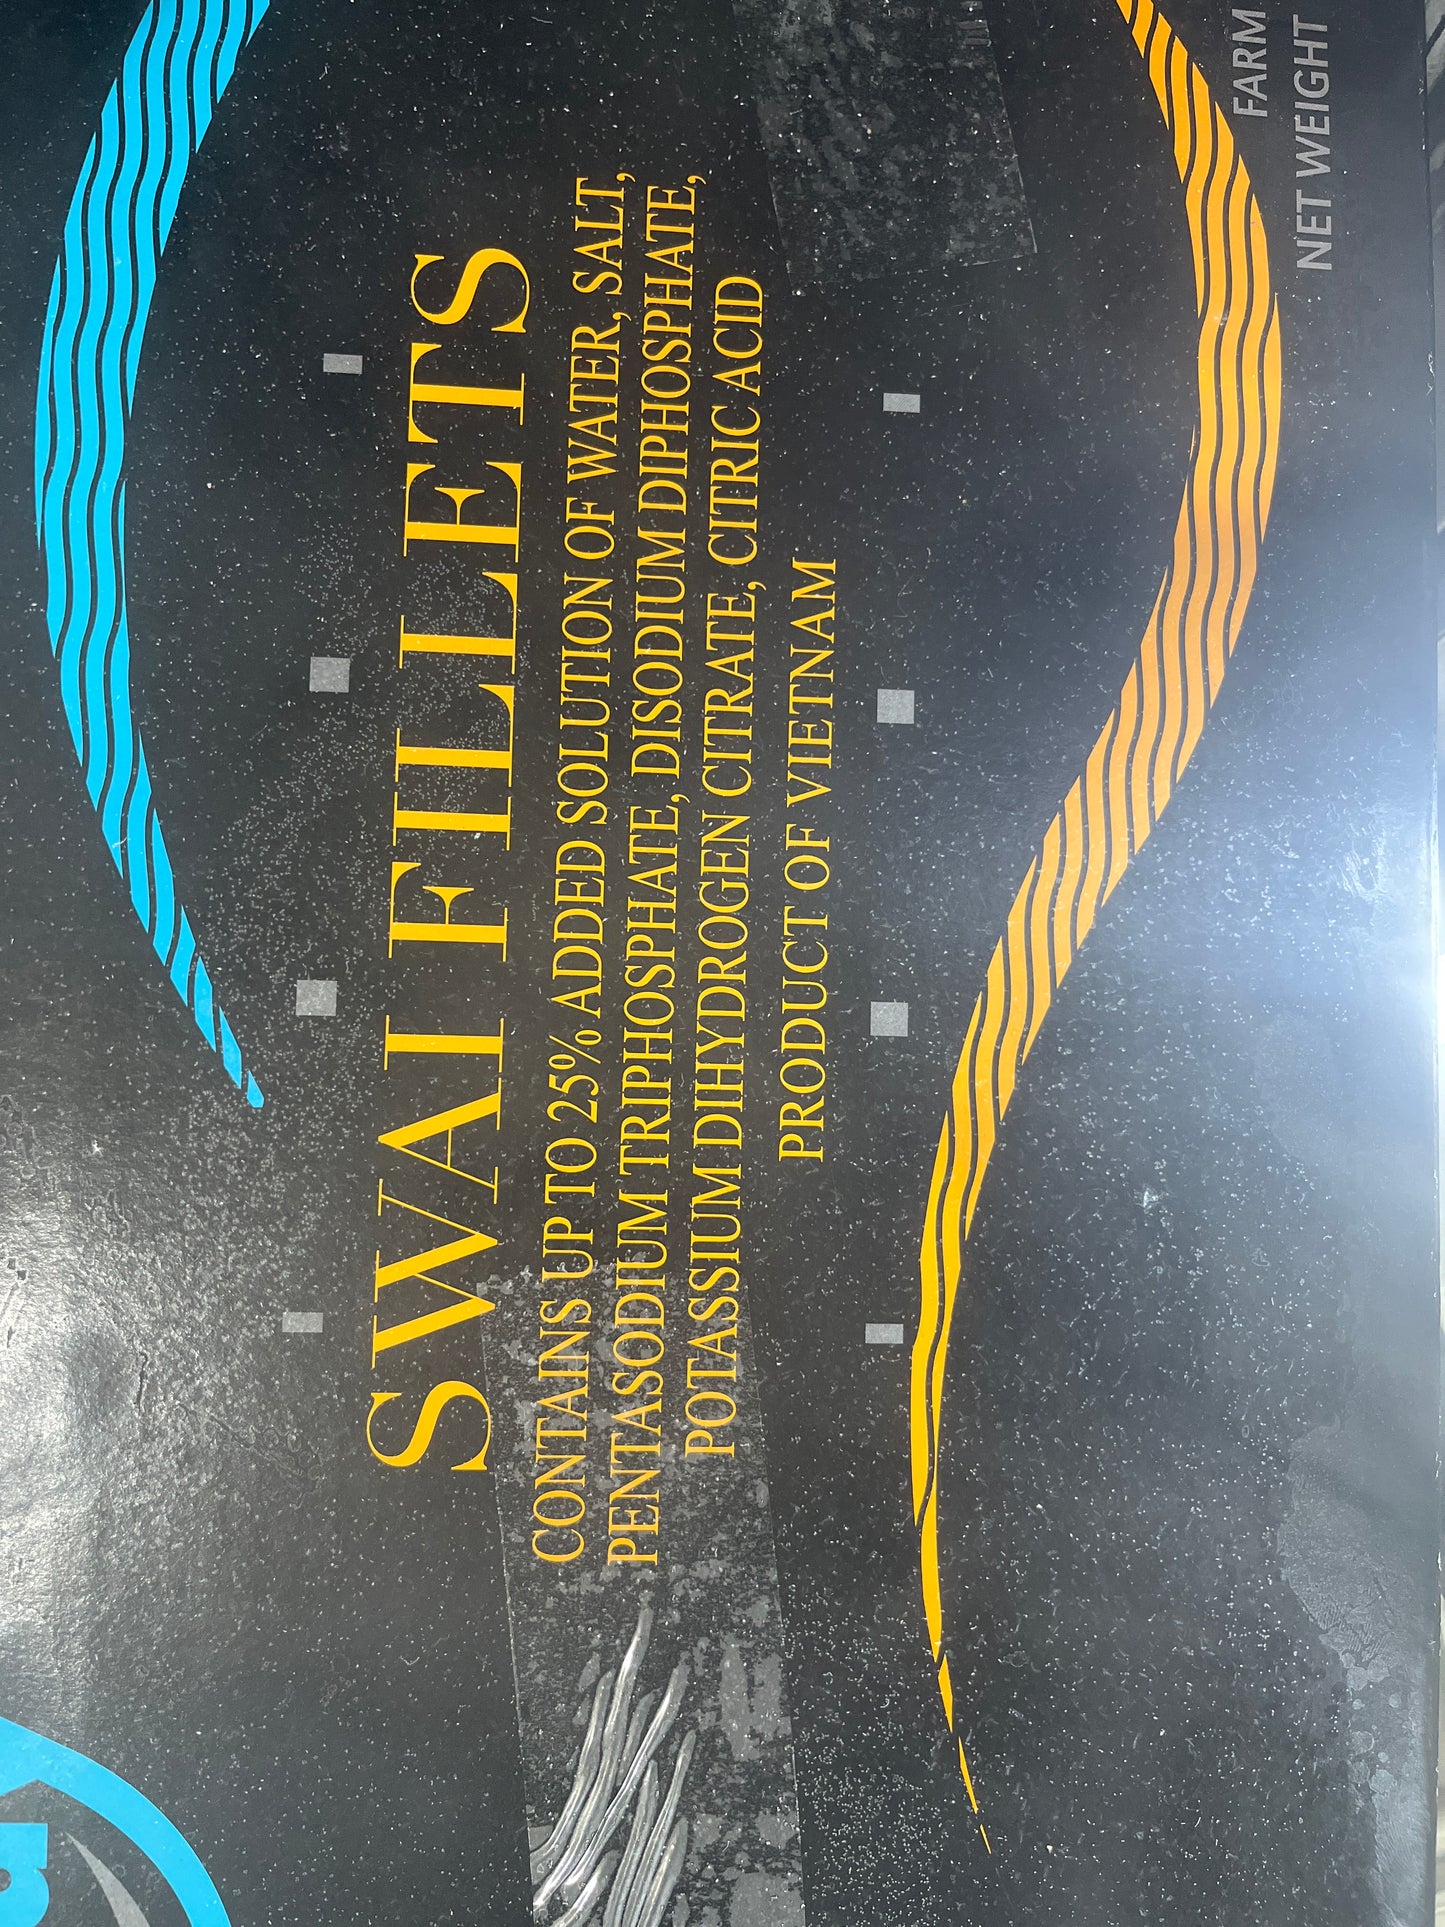 SWAI FILLETS
CONTAINS UP TO 25% ADDED SOLUTION OF WATER, SALT,
PENTASODIUM TRIPHOSPHATE, DISODIUM DIPHOSPHATE,
POTASSIUM DIHYDROGEN CITRATE, CITRIC ACID
PRODUCT OF VIETNAM
FARM
NET WEIGHT